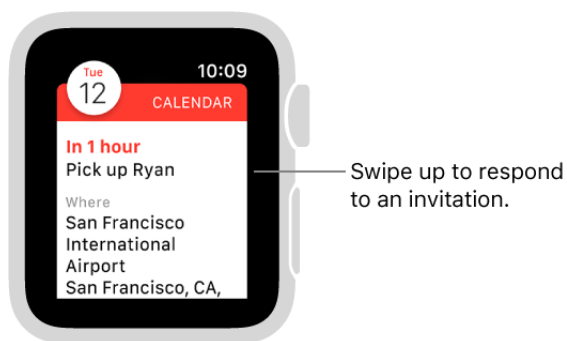 Tue
12
10:09
CALENDAR
In 1 hour
Pick up Ryan
Where
San Francisco
International
Airport
San Francisco, CA,
Swipe up to respond
to an invitation.